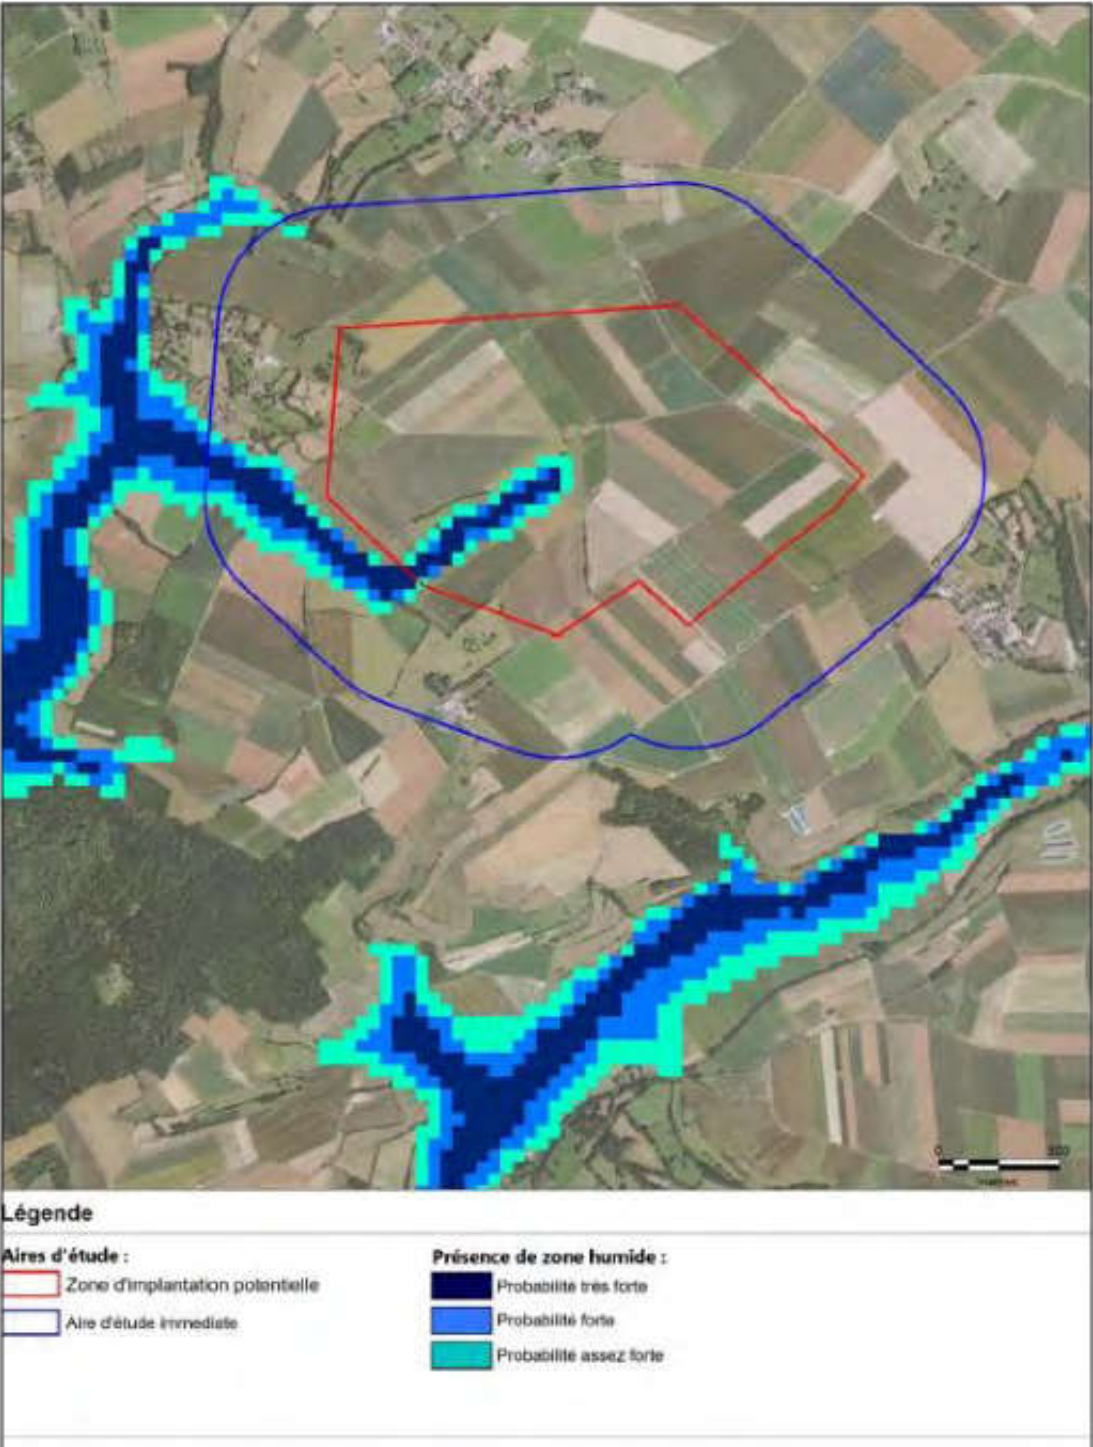 0
Légende
Aires d'étude :
Zone d'implantation potentielle
Aire d'étude immediate
Présence de zone humide :
Probabilité très forte
Probabilité forte
Probabilité assez forte